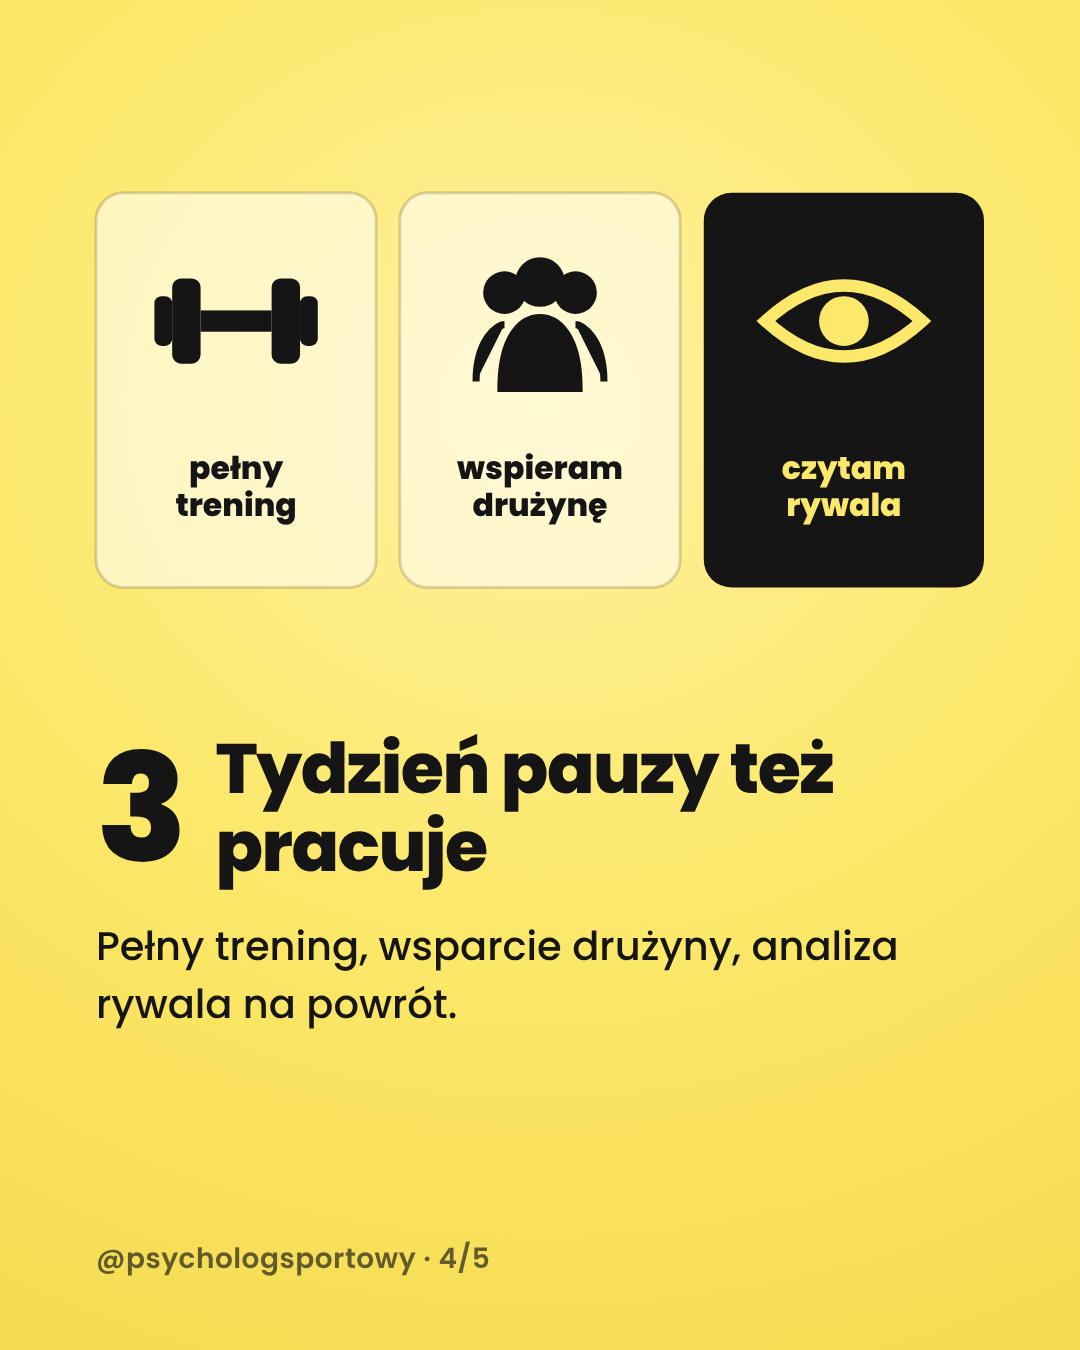 pełny
trening
wspieram
drużynę
czytam
rywala
3
Tydzień pauzy też
pracuje
Pełny trening, wsparcie drużyny, analiza
rywala na powrót.
@psychologsportowy · 4/5